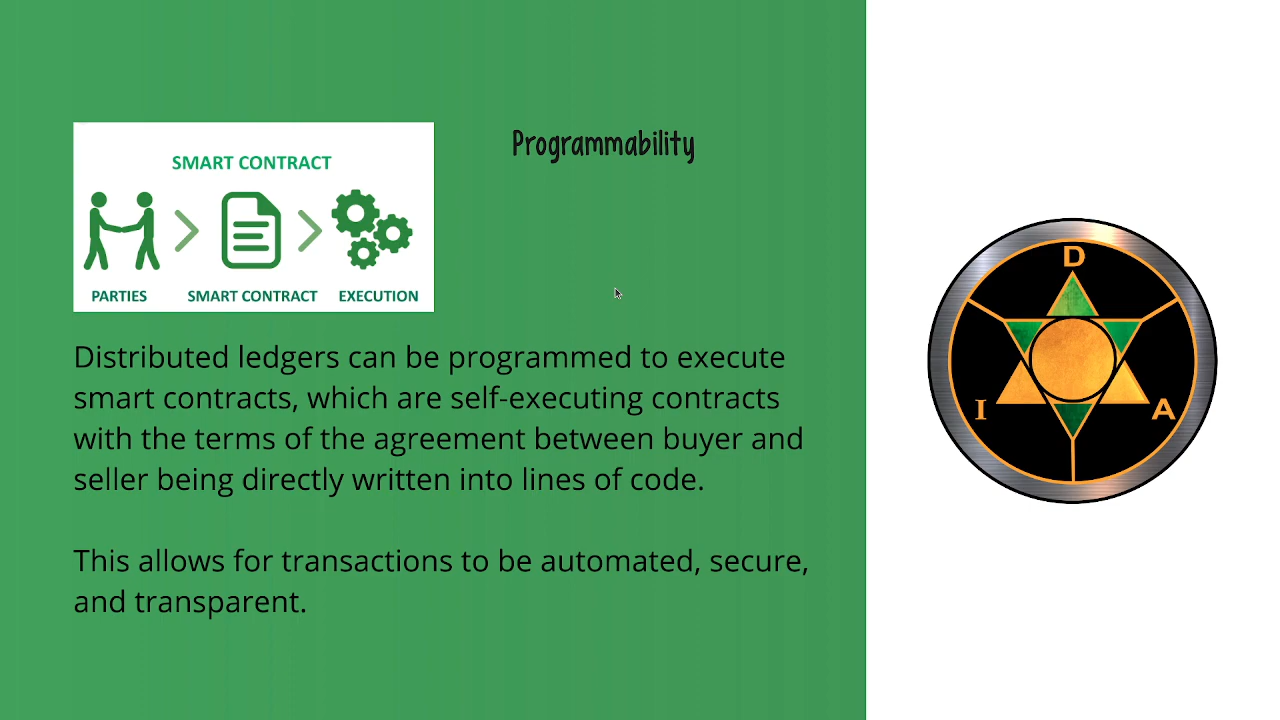 SMART CONTRACT
PARTIES
SMART CONTRACT
EXECUTION
Programmability
Distributed ledgers can be programmed to execute
smart contracts, which are self-executing contracts
with the terms of the agreement between buyer and
seller being directly written into lines of code.
This allows for transactions to be automated, secure,
and transparent.
D
I
A